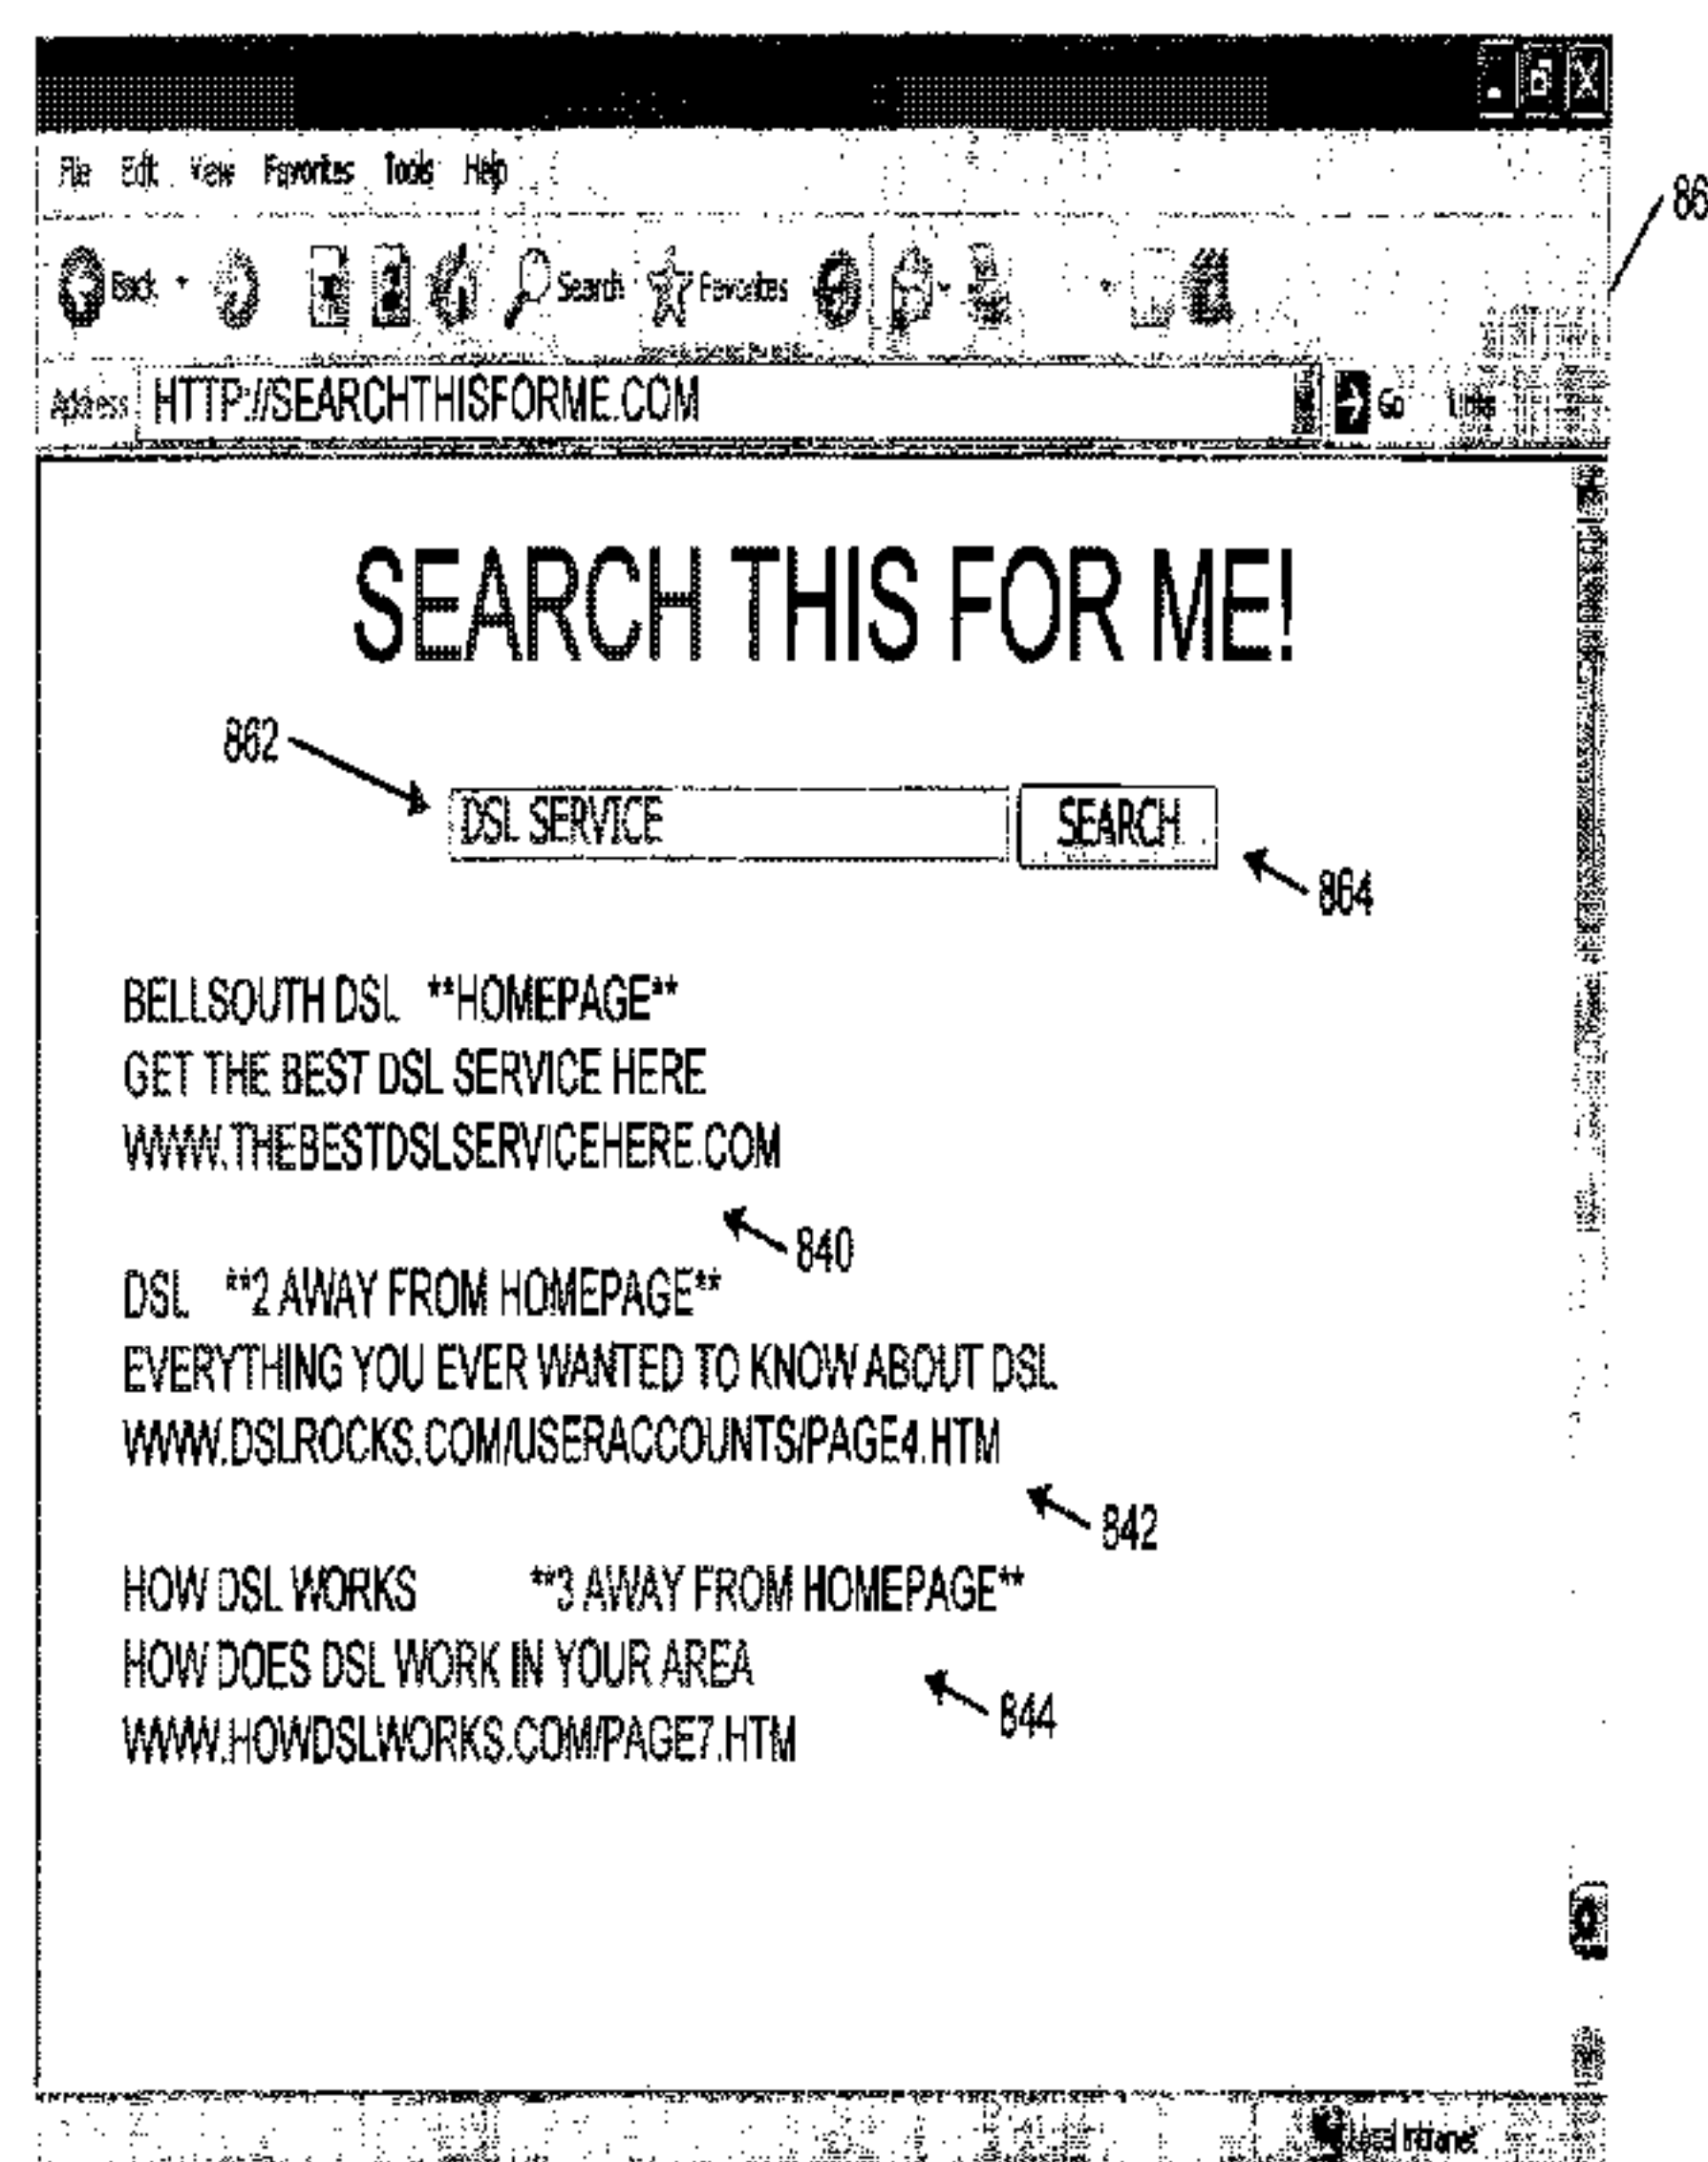 File Edit View Favorites Tools Help
86
Back Search Favorites
Address HTTP://SEARCHTHISFORME.COM Go Links
SEARCH THIS FOR ME!
862
DSL SERVICE SEARCH
864
BELLSOUTH DSL **HOMEPAGE**
GET THE BEST DSL SERVICE HERE
WWW.THEBESTDSLSERVICEHERE.COM
840
DSL **2 AWAY FROM HOMEPAGE**
EVERYTHING YOU EVER WANTED TO KNOW ABOUT DSL
WWW.DSLROCKS.COM/USERACCOUNTS/PAGE4.HTM
842
HOW DSL WORKS **3 AWAY FROM HOMEPAGE**
HOW DOES DSL WORK IN YOUR AREA
844
WWW.HOWDSLWORKS.COM/PAGE7.HTM
Local intranet